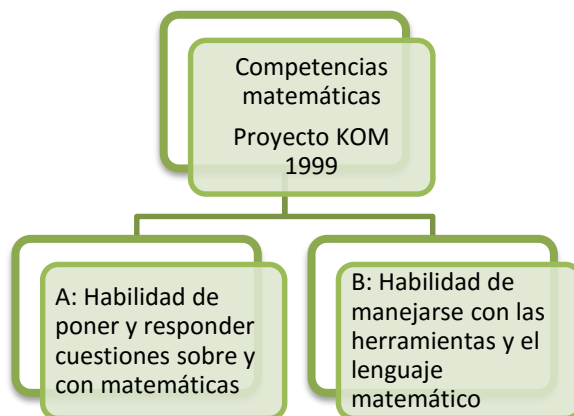 Competencias
matemáticas
Proyecto KOM
1999
A: Habilidad de
poner y responder
cuestiones sobre y
con matemáticas
B: Habilidad de
manejarse con las
herramientas y el
lenguaje
matemático